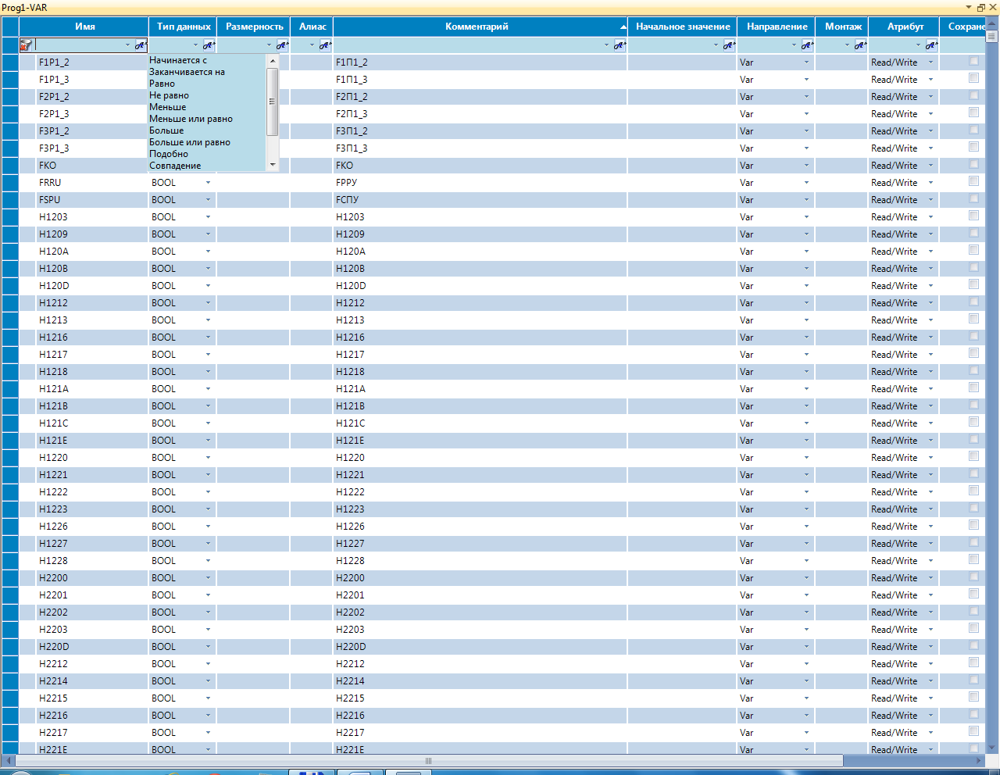 Prog1-VAR
Имя Тип данных Размерность Алиас Комментарий Начальное значение Направление Монтаж Атрибут Сохране
Начинается с
Заканчивается на
Равно
Не равно
Меньше
Меньше или равно
Больше
Больше или равно
Подобно
Совпадение
F1P1_2 F1П1_2 Var Read/Write
F1P1_3 F1П1_3 Var Read/Write
F2P1_2 F2П1_2 Var Read/Write
F2P1_3 F2П1_3 Var Read/Write
F3P1_2 F3П1_2 Var Read/Write
F3P1_3 F3П1_3 Var Read/Write
FKO FKO Var Read/Write
FRRU BOOL FРРУ Var Read/Write
FSPU BOOL FСПУ Var Read/Write
H1203 BOOL H1203 Var Read/Write
H1209 BOOL H1209 Var Read/Write
H120A BOOL H120A Var Read/Write
H120B BOOL H120B Var Read/Write
H120D BOOL H120D Var Read/Write
H1212 BOOL H1212 Var Read/Write
H1213 BOOL H1213 Var Read/Write
H1216 BOOL H1216 Var Read/Write
H1217 BOOL H1217 Var Read/Write
H1218 BOOL H1218 Var Read/Write
H121A BOOL H121A Var Read/Write
H121B BOOL H121B Var Read/Write
H121C BOOL H121C Var Read/Write
H121E BOOL H121E Var Read/Write
H1220 BOOL H1220 Var Read/Write
H1221 BOOL H1221 Var Read/Write
H1222 BOOL H1222 Var Read/Write
H1223 BOOL H1223 Var Read/Write
H1226 BOOL H1226 Var Read/Write
H1227 BOOL H1227 Var Read/Write
H1228 BOOL H1228 Var Read/Write
H2200 BOOL H2200 Var Read/Write
H2201 BOOL H2201 Var Read/Write
H2202 BOOL H2202 Var Read/Write
H2203 BOOL H2203 Var Read/Write
H220D BOOL H220D Var Read/Write
H2212 BOOL H2212 Var Read/Write
H2214 BOOL H2214 Var Read/Write
H2215 BOOL H2215 Var Read/Write
H2216 BOOL H2216 Var Read/Write
H2217 BOOL H2217 Var Read/Write
H221E BOOL H221E Var Read/Write